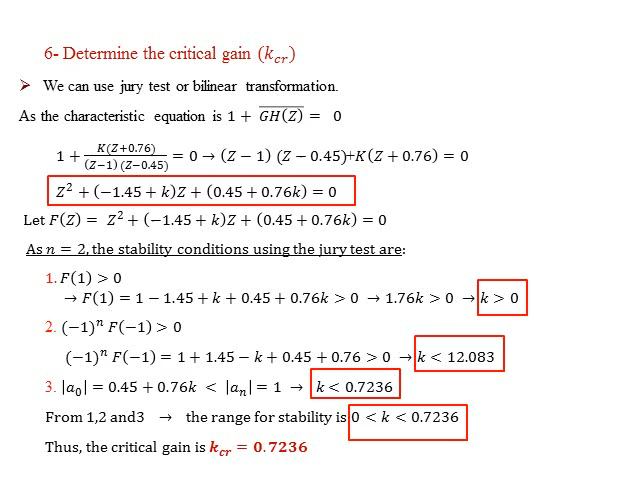 6- Determine the critical gain (k_cr)
➤ We can use jury test or bilinear transformation.
As the characteristic equation is 1 + \overline{GH(Z)} = 0
1 + \frac{K(Z+0.76)}{(Z−1)(Z−0.45)} = 0 → (Z − 1) (Z − 0.45)+K(Z + 0.76) = 0
Z² + (−1.45 + k)Z + (0.45 + 0.76k) = 0
Let F(Z) = Z² + (−1.45 + k)Z + (0.45 + 0.76k) = 0
As n = 2, the stability conditions using the jury test are:
1. F(1) > 0
→ F(1) = 1 − 1.45 + k + 0.45 + 0.76k > 0 → 1.76k > 0 → k > 0
2. (−1)ⁿ F(−1) > 0
(−1)ⁿ F(−1) = 1 + 1.45 − k + 0.45 + 0.76 > 0 → k < 12.083
3. |a₀| = 0.45 + 0.76k < |aₙ| = 1 → k < 0.7236
From 1,2 and3 → the range for stability is 0 < k < 0.7236
Thus, the critical gain is k_cr = 0.7236